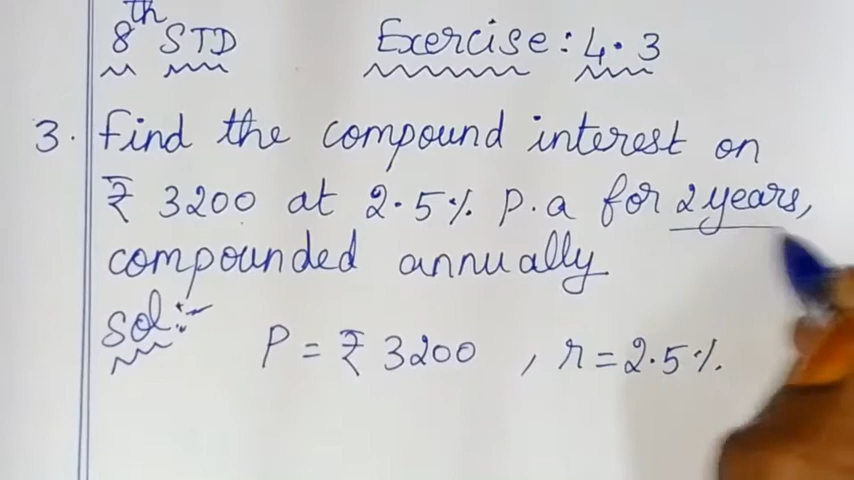 8th STD Exercise: 4.3
3. Find the compound interest on
₹ 3200 at 2.5% p.a for 2 years,
compounded annually
Sol:-
P = ₹ 3200 , r = 2.5%